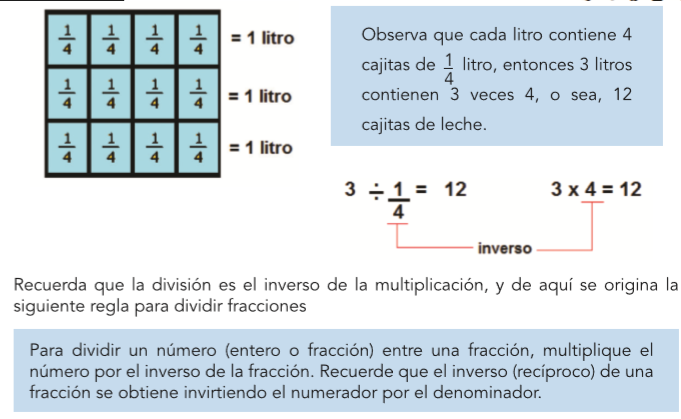 1/4 1/4 1/4 1/4 = 1 litro
1/4 1/4 1/4 1/4 = 1 litro
1/4 1/4 1/4 1/4 = 1 litro
Observa que cada litro contiene 4
cajitas de 1/4 litro, entonces 3 litros
contienen 3 veces 4, o sea, 12
cajitas de leche.
3 ÷ 1/4 = 12 3 x 4 = 12
inverso
Recuerda que la división es el inverso de la multiplicación, y de aquí se origina la
siguiente regla para dividir fracciones
Para dividir un número (entero o fracción) entre una fracción, multiplique el
número por el inverso de la fracción. Recuerde que el inverso (recíproco) de una
fracción se obtiene invirtiendo el numerador por el denominador.